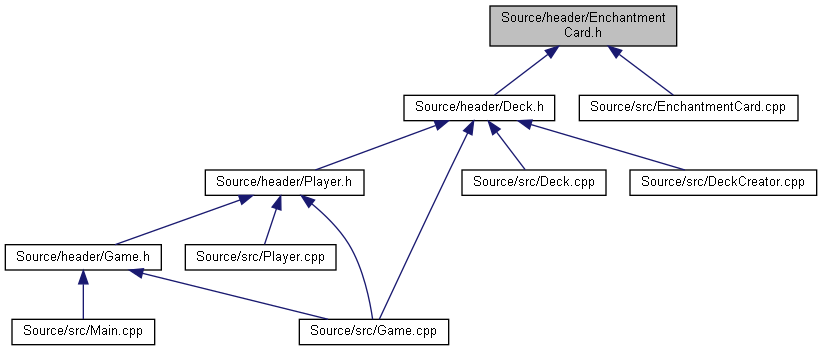 Source/header/Enchantment
Card.h
Source/header/Deck.h
Source/src/EnchantmentCard.cpp
Source/header/Player.h
Source/src/Deck.cpp
Source/src/DeckCreator.cpp
Source/header/Game.h
Source/src/Player.cpp
Source/src/Main.cpp
Source/src/Game.cpp